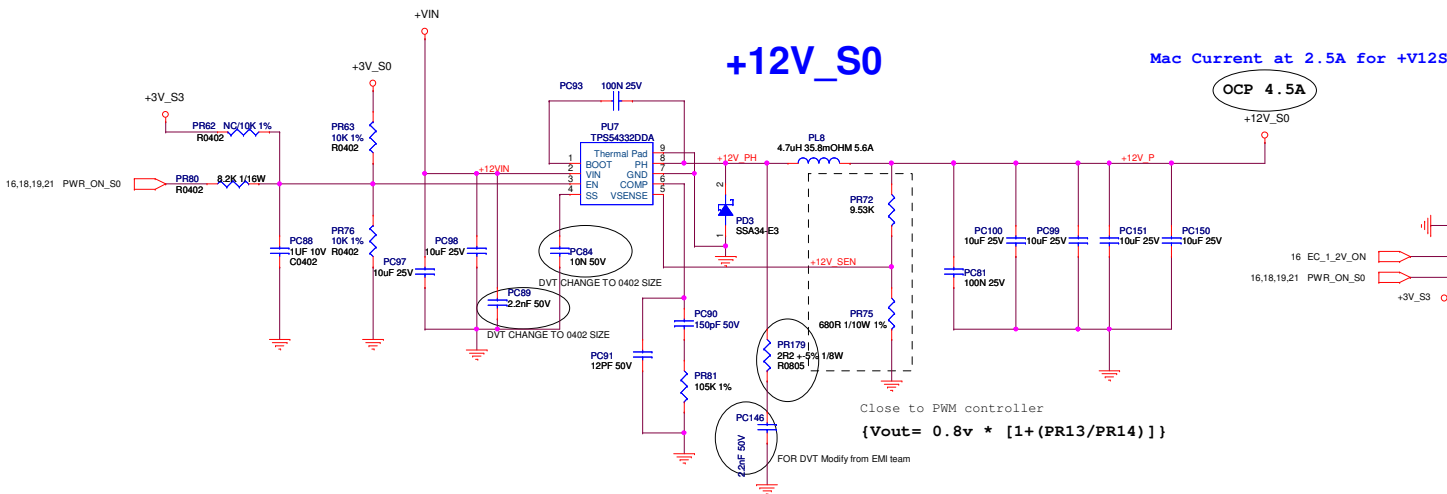 +VIN
+12V_S0
Mac Current at 2.5A for +V12S
OCP 4.5A
+12V_S0
+3V_S0
+3V_S3
PC93 100N 25V
PR62 NC/10K 1%
R0402
PR63
10K 1%
R0402
PU7
TPS54332DDA
Thermal Pad 9
1 BOOT PH 8
2 VIN GND 7
3 EN COMP 6
4 SS VSENSE 5
+12VIN
+12V_PH
PL8
4.7uH 35.8mOHM 5.6A
+12V_P
16,18,19,21 PWR_ON_S0
PR80 8.2K 1/16W
R0402
2
PD3
SSA34-E3
1
PR72
9.53K
PC88
1UF 10V
C0402
PR76
10K 1%
R0402
PC97
10uF 25V
PC98
10uF 25V
PC84
10N 50V
DVT CHANGE TO 0402 SIZE
PC89
2.2nF 50V
DVT CHANGE TO 0402 SIZE
+12V_SEN
PC100
10uF 25V
PC99
10uF 25V
PC151
10uF 25V
PC150
10uF 25V
PC81
100N 25V
16 EC_1_2V_ON
16,18,19,21 PWR_ON_S0
+3V_S3
PC90
150pF 50V
PC91
12PF 50V
PR81
105K 1%
PR75
680R 1/10W 1%
PR179
2R2 +-5% 1/8W
R0805
PC146
2.2nF 50V
FOR DVT Modify from EMI team
Close to PWM controller
{Vout= 0.8v * [1+(PR13/PR14)]}